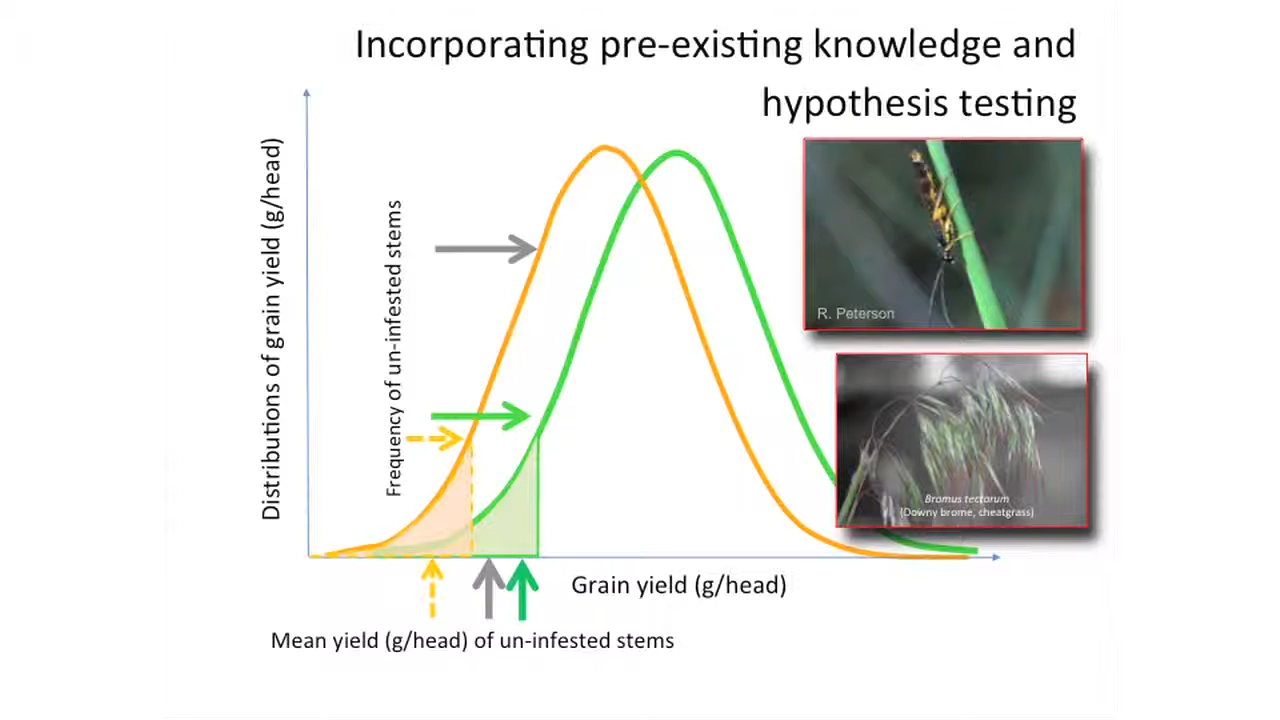 Incorporating pre-existing knowledge and
hypothesis testing
Distributions of grain yield (g/head)
Frequency of un-infested stems
R. Peterson
Bromus tectorum
(Downy brome, cheatgrass)
Grain yield (g/head)
Mean yield (g/head) of un-infested stems